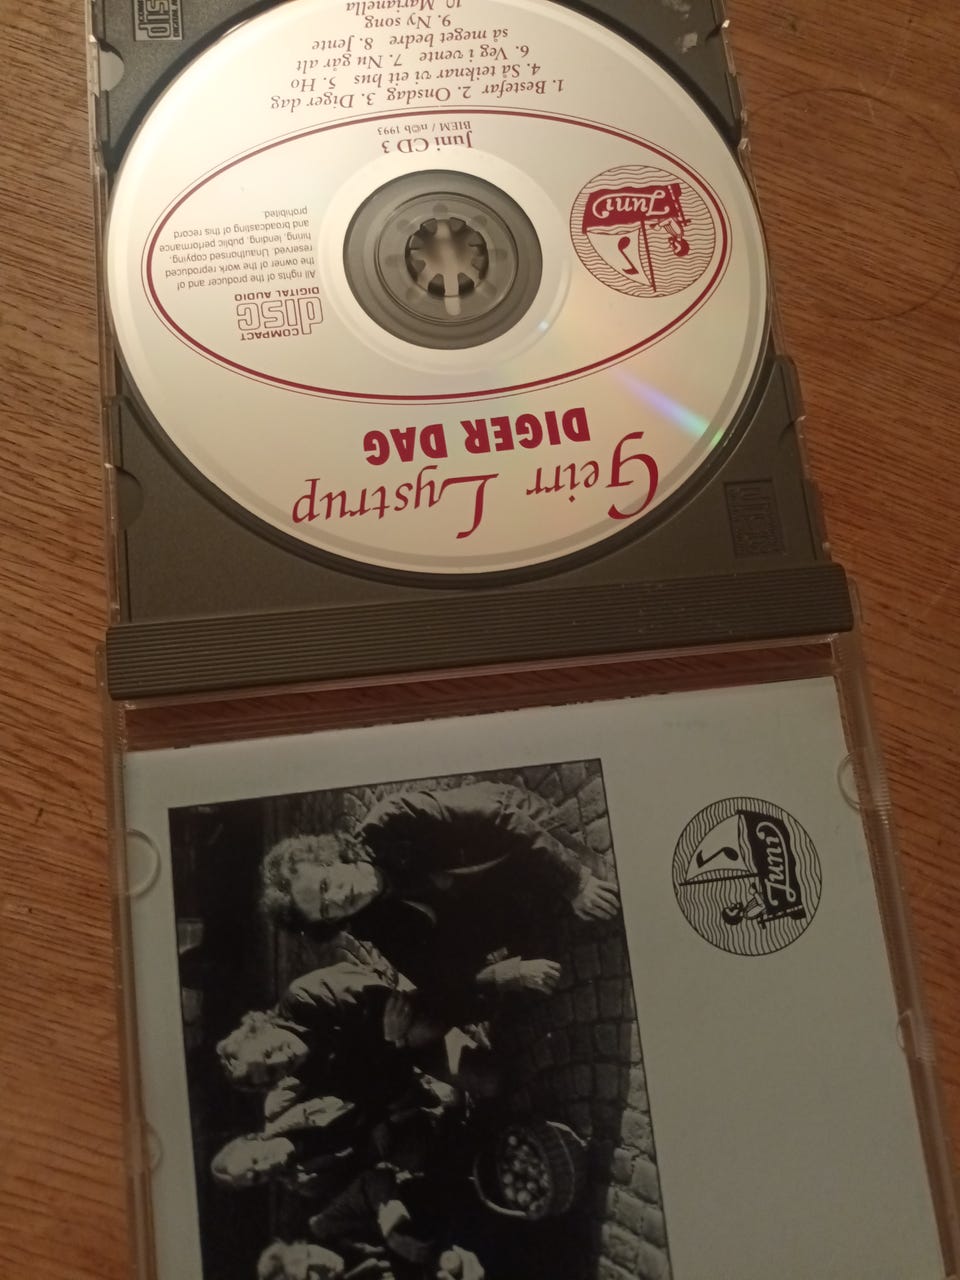 Geirr Lystrup
DIGER DAG
COMPACT
disc
DIGITAL AUDIO
All rights of the producer and of
the owner of the work reproduced
reserved. Unauthorised copying,
hiring, lending, public performance
and broadcasting of this record
prohibited.
Juni
Juni CD 3
BIEM / n©b 1993
1. Bestefar 2. Onsdag 3. Diger dag
4. Så teiknar vi eit hus 5. Ho
6. Veg i vente 7. Nu går alt
så meget bedre 8. Jente
9. Ny song
10. Marianella
Juni